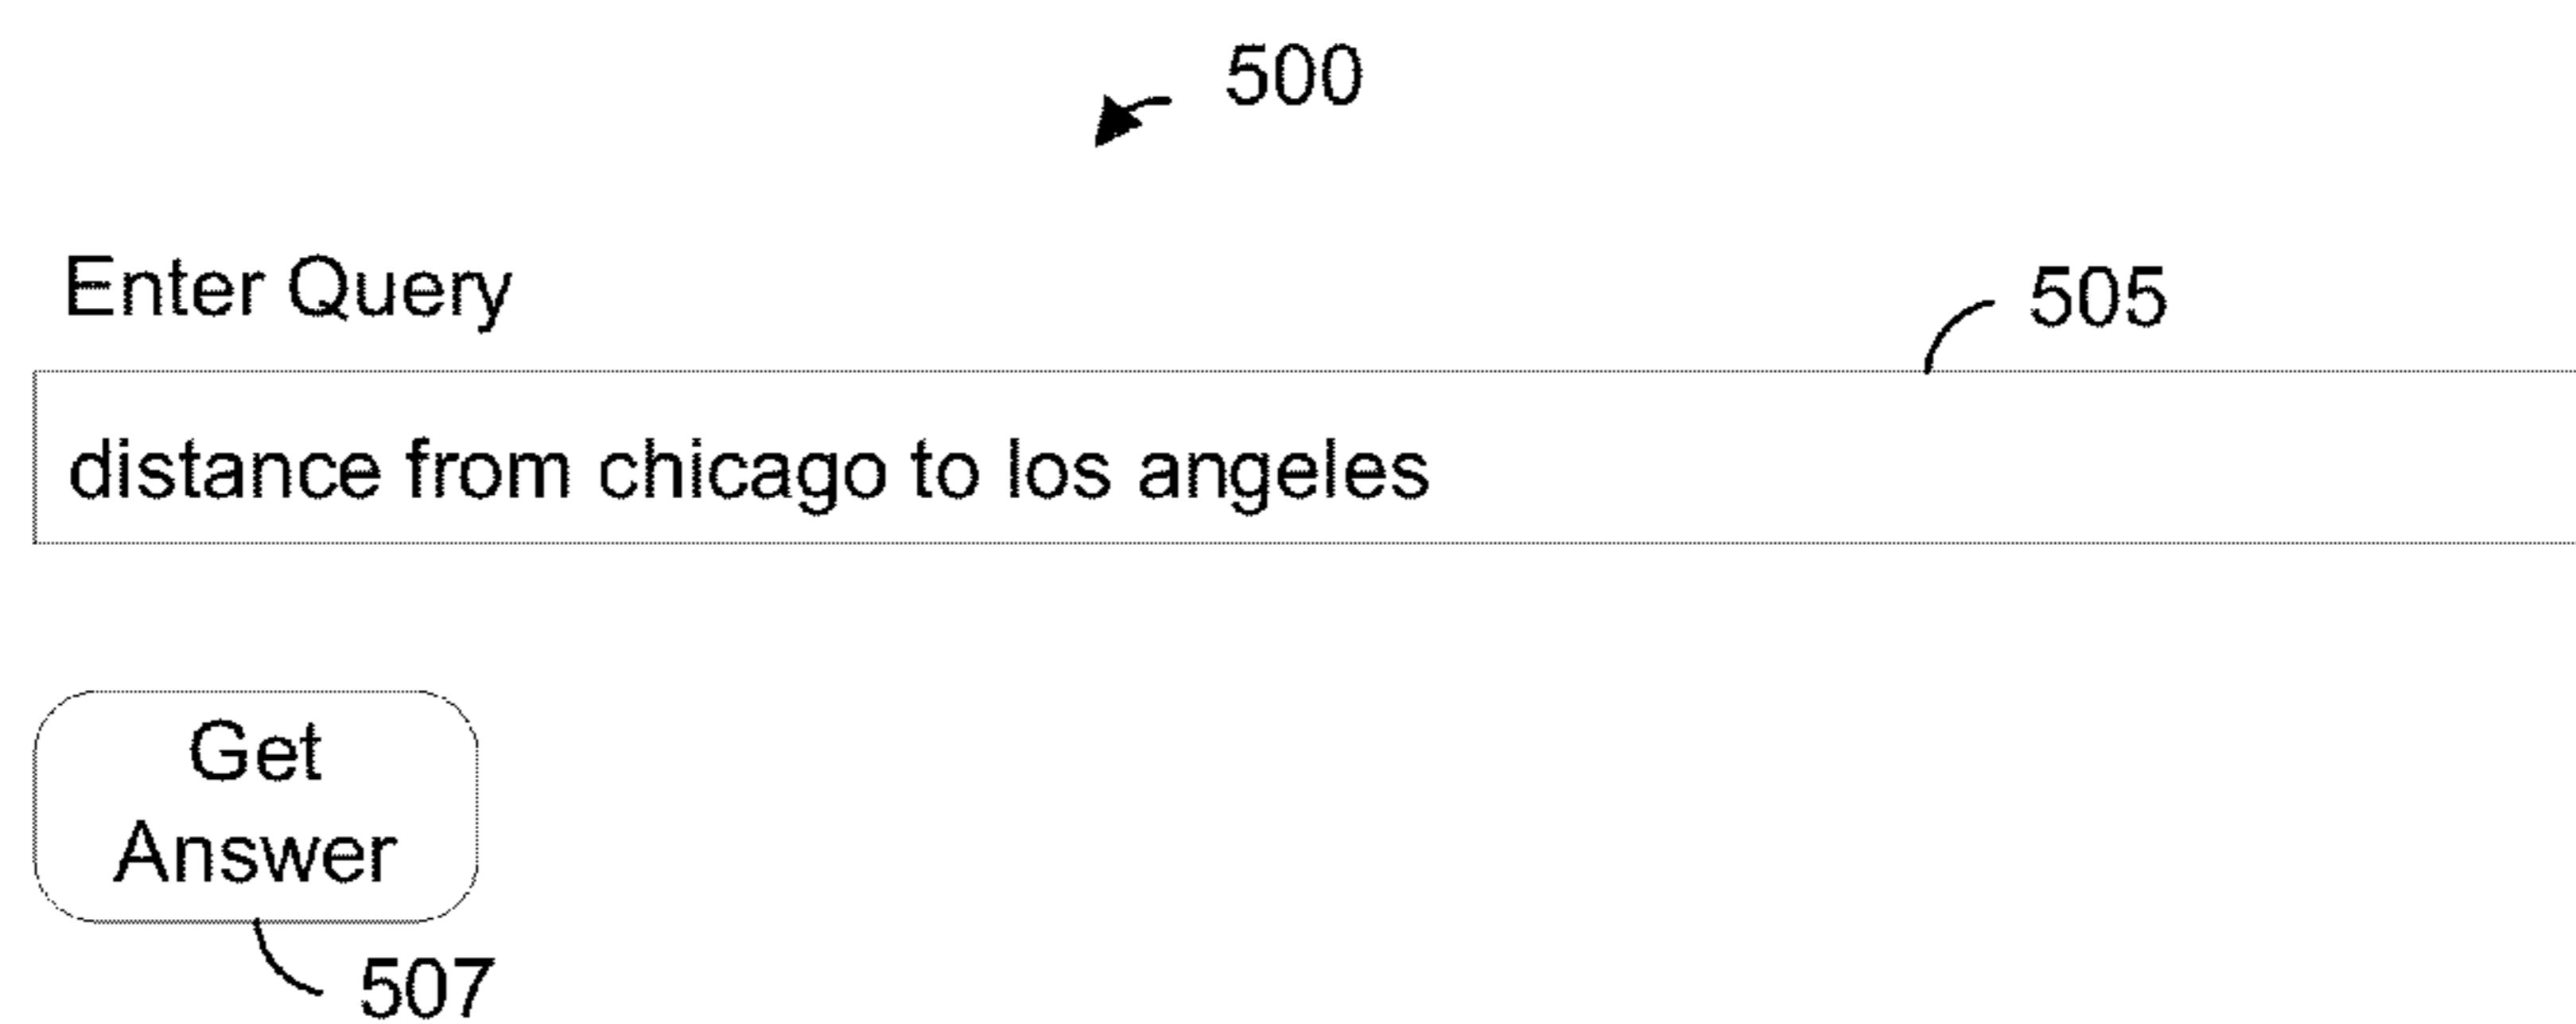 500
Enter Query
505
distance from chicago to los angeles
Get
Answer
507